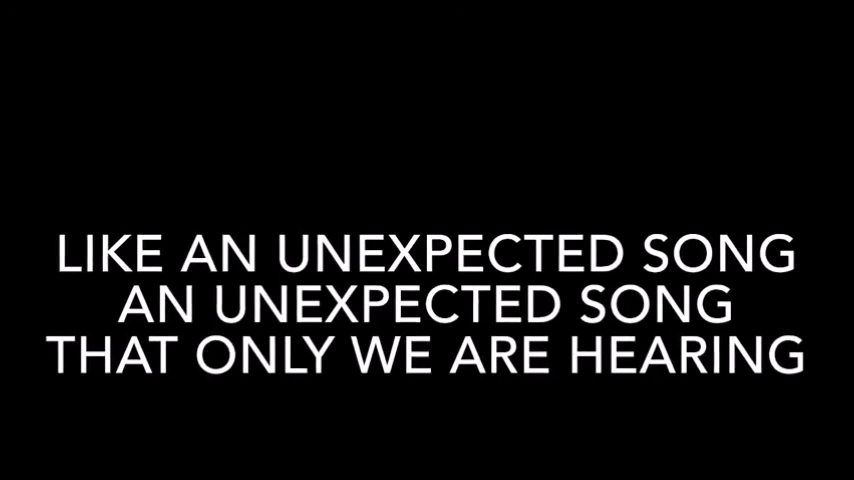 LIKE AN UNEXPECTED SONG
AN UNEXPECTED SONG
THAT ONLY WE ARE HEARING